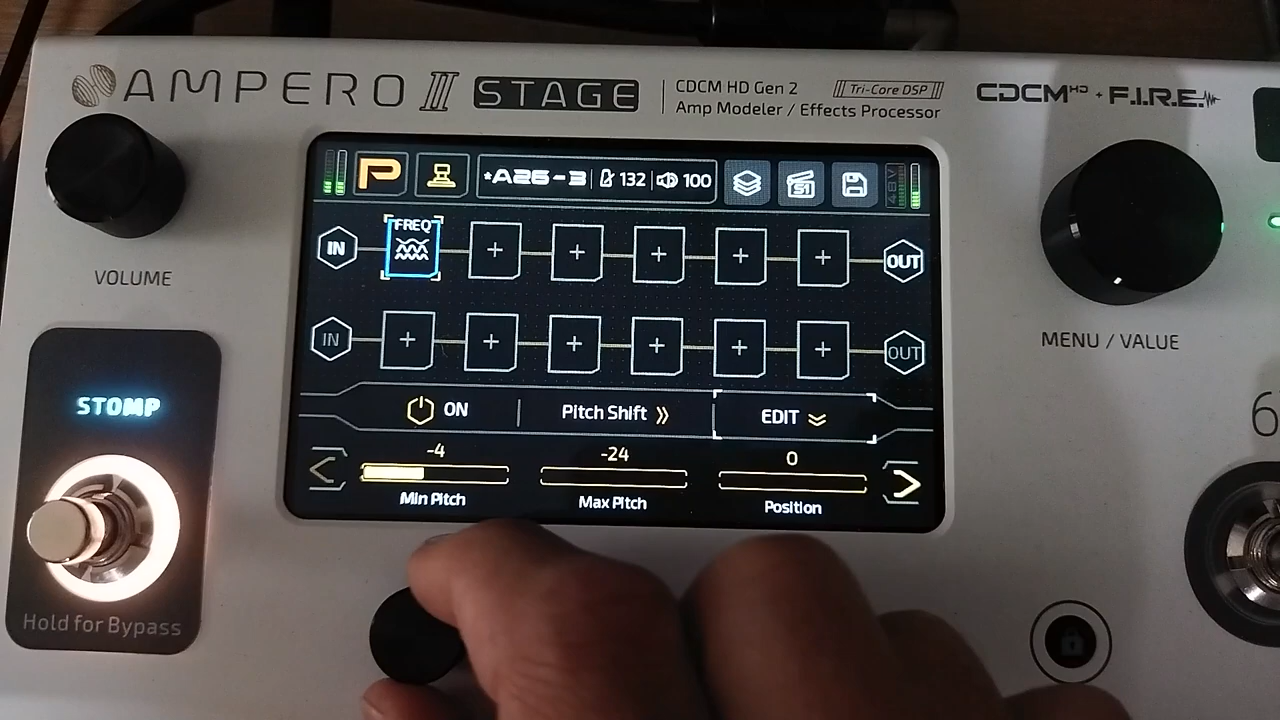 AMPERO II STAGE
CDCM HD Gen 2
Tri-Core DSP
Amp Modeler / Effects Processor
CDCM HD + F.I.R.E.
VOLUME
P
*A26-3
132
100
S1
48V
IN
FREQ
+ + + + +
OUT
IN
+ + + + + +
OUT
ON
Pitch Shift
EDIT
-4
-24
0
Min Pitch
Max Pitch
Position
MENU / VALUE
STOMP
Hold for Bypass
6